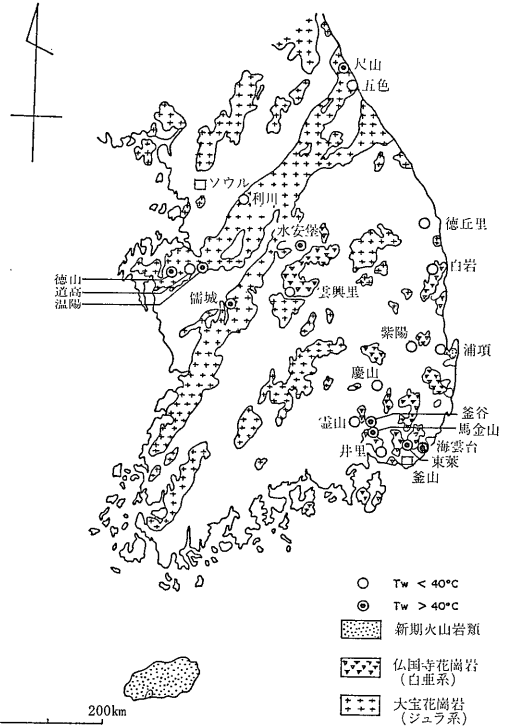 尺山
五色
ソウル
利川
徳丘里
水安堡
白岩
徳山
道高
温陽
雲興里
儒城
紫陽
浦項
慶山
釜谷
霊山
馬金山
海雲台
井里
東萊
釜山
Tw < 40°C
Tw > 40°C
新期火山岩類
仏国寺花崗岩
(白亜系)
大宝花崗岩
(ジュラ系)
200km